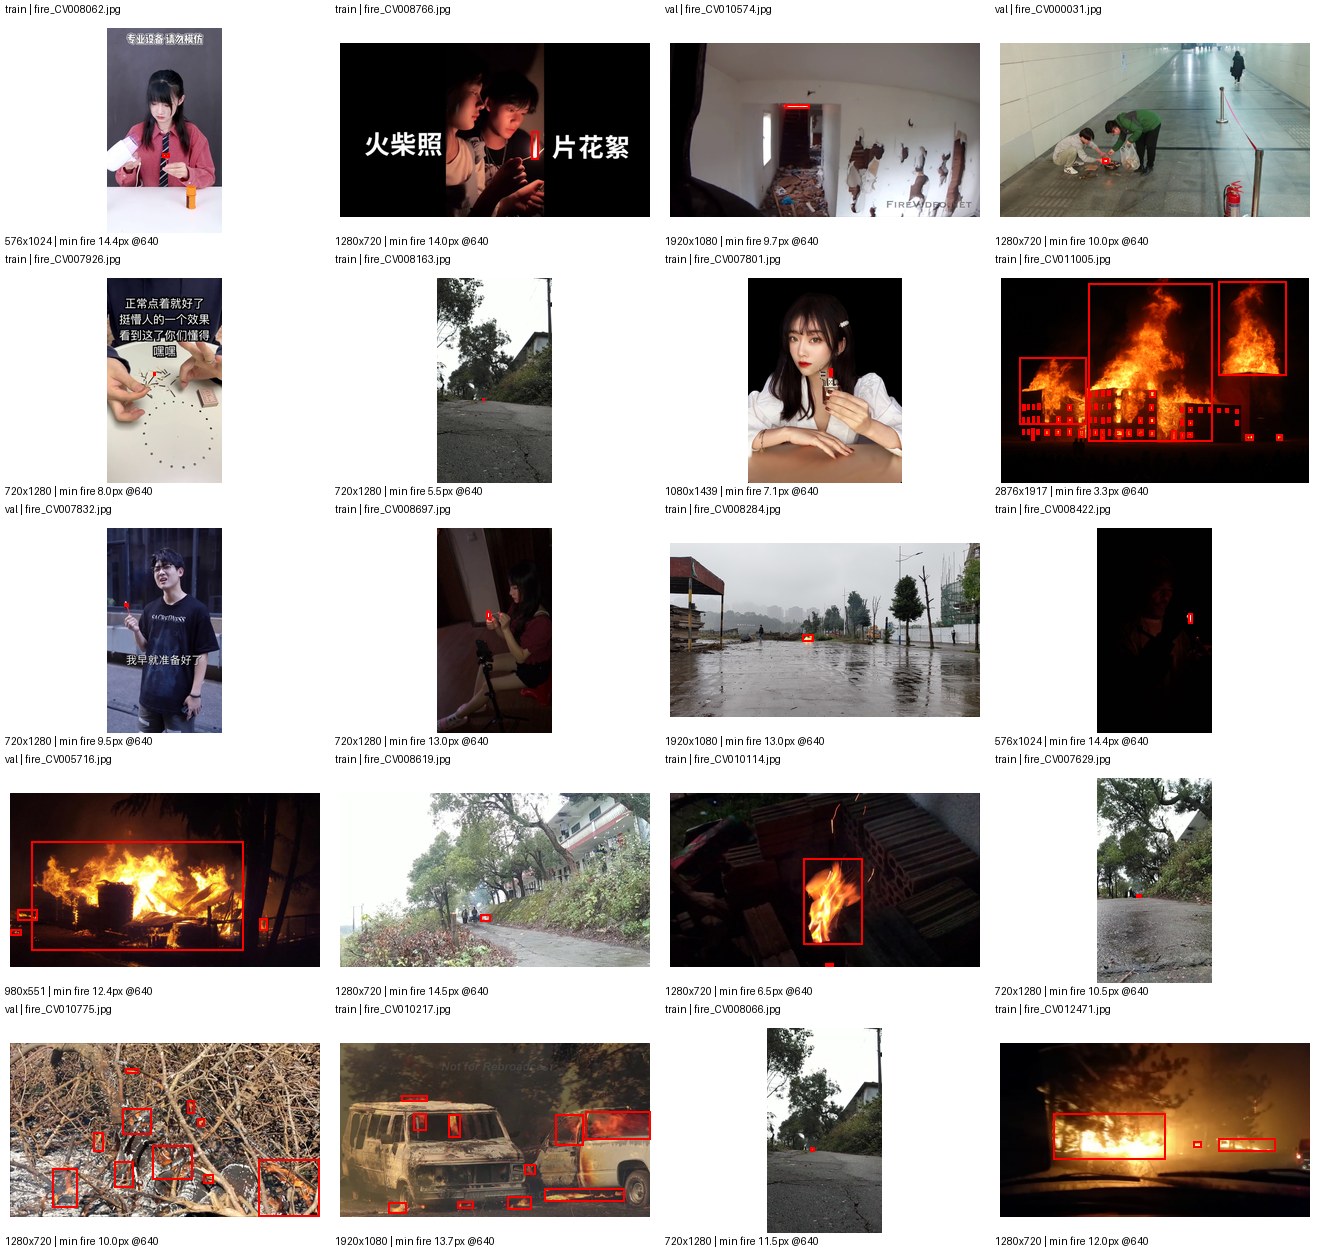 train | fire_CV008062.jpg
train | fire_CV008766.jpg
val | fire_CV010574.jpg
val | fire_CV000031.jpg
专业设备 请勿模仿
火柴照
片花絮
FIREVIDEO.NET
576x1024 | min fire 14.4px @640
1280x720 | min fire 14.0px @640
1920x1080 | min fire 9.7px @640
1280x720 | min fire 10.0px @640
train | fire_CV007926.jpg
train | fire_CV008163.jpg
train | fire_CV007801.jpg
train | fire_CV011005.jpg
正常点着就好了
挺懵人的一个效果
看到这了你们懂得
嘿嘿
720x1280 | min fire 8.0px @640
720x1280 | min fire 5.5px @640
1080x1439 | min fire 7.1px @640
2876x1917 | min fire 3.3px @640
val | fire_CV007832.jpg
train | fire_CV008697.jpg
train | fire_CV008284.jpg
train | fire_CV008422.jpg
我早就准备好了
720x1280 | min fire 9.5px @640
720x1280 | min fire 13.0px @640
1920x1080 | min fire 13.0px @640
576x1024 | min fire 14.4px @640
val | fire_CV005716.jpg
train | fire_CV008619.jpg
train | fire_CV010114.jpg
train | fire_CV007629.jpg
980x551 | min fire 12.4px @640
1280x720 | min fire 14.5px @640
1280x720 | min fire 6.5px @640
720x1280 | min fire 10.5px @640
val | fire_CV010775.jpg
train | fire_CV010217.jpg
train | fire_CV008066.jpg
train | fire_CV012471.jpg
Not for Rebroadcast
1280x720 | min fire 10.0px @640
1920x1080 | min fire 13.7px @640
720x1280 | min fire 11.5px @640
1280x720 | min fire 12.0px @640